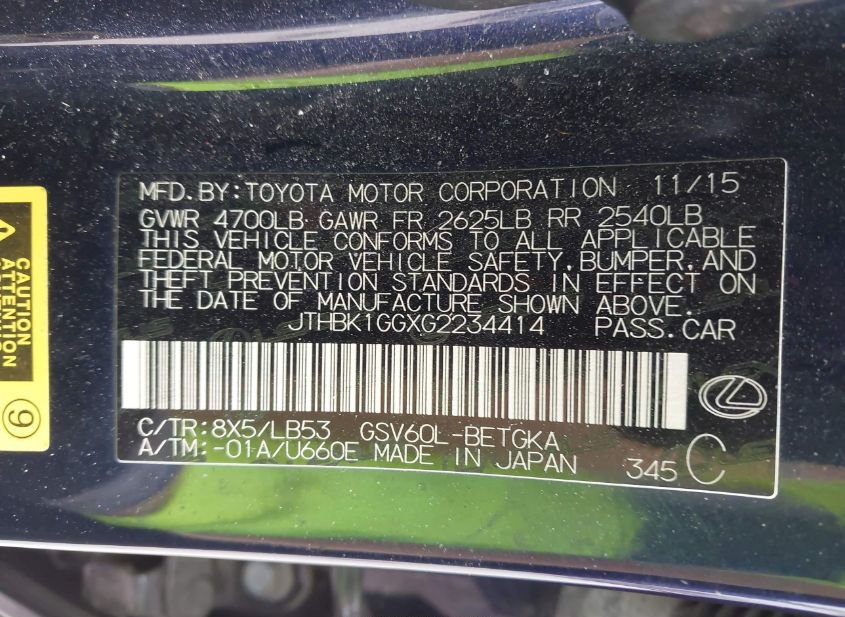 MFD.BY:TOYOTA MOTOR CORPORATION 11/15
GVWR 4700LB GAWR FR 2625LB RR 2540LB
THIS VEHICLE CONFORMS TO ALL APPLICABLE
FEDERAL MOTOR VEHICLE SAFETY,BUMPER,AND
THEFT PREVENTION STANDARDS IN EFFECT ON
THE DATE OF MANUFACTURE SHOWN ABOVE.
JTHBK1GGXG2234414 PASS.CAR
C/TR:8X5/LB53 GSV60L-BETGKA
A/TM:-01A/U660E MADE IN JAPAN 345 C
CAUTION
ATTENTION
9